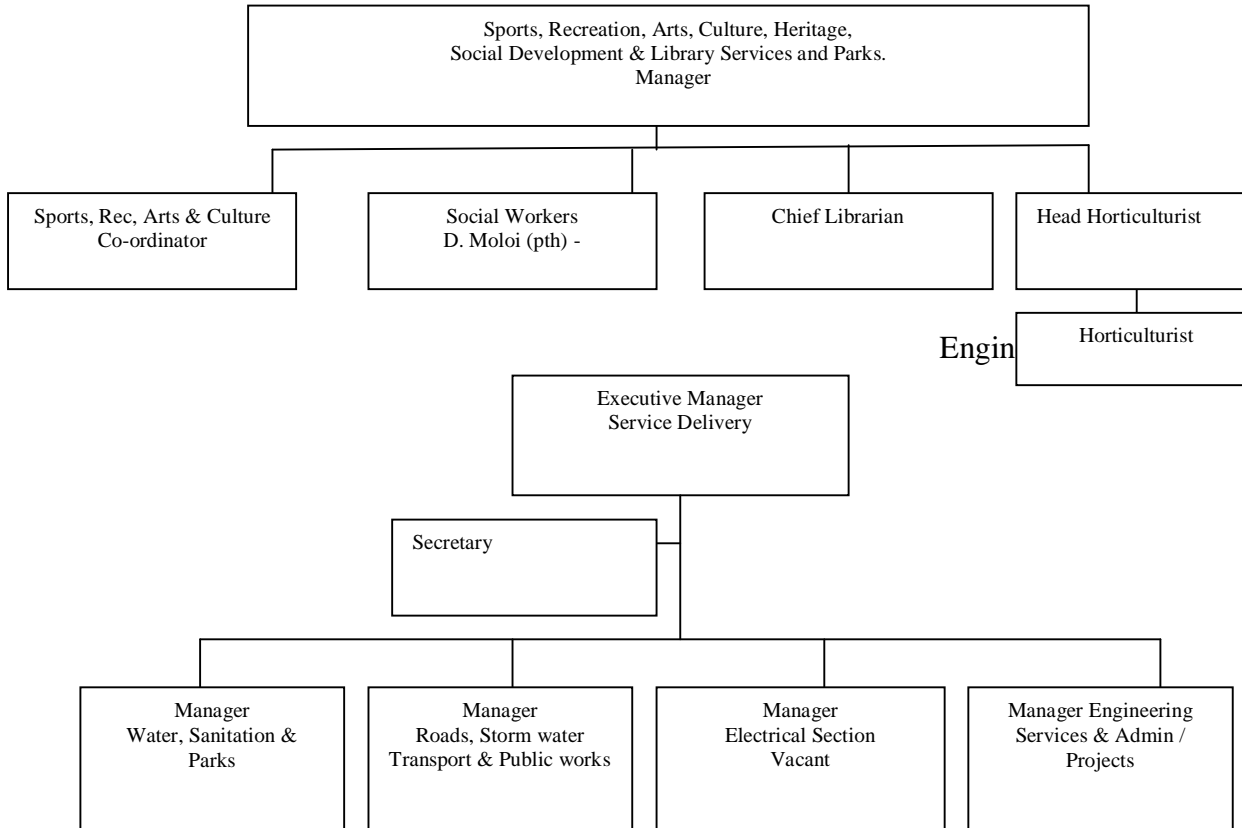 Sports, Recreation, Arts, Culture, Heritage,
Social Development & Library Services and Parks.
Manager
Sports, Rec, Arts & Culture
Co-ordinator
Social Workers
D. Moloi (pth) -
Chief Librarian
Head Horticulturist
Horticulturist
Engin
Executive Manager
Service Delivery
Secretary
Manager
Water, Sanitation &
Parks
Manager
Roads, Storm water
Transport & Public works
Manager
Electrical Section
Vacant
Manager Engineering
Services & Admin /
Projects